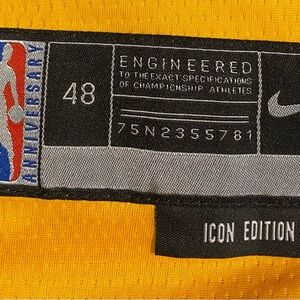 ANNIVERSARY
48
ENGINEERED
TO THE EXACT SPECIFICATIONS
OF CHAMPIONSHIP ATHLETES
75N2355781
ICON EDITION